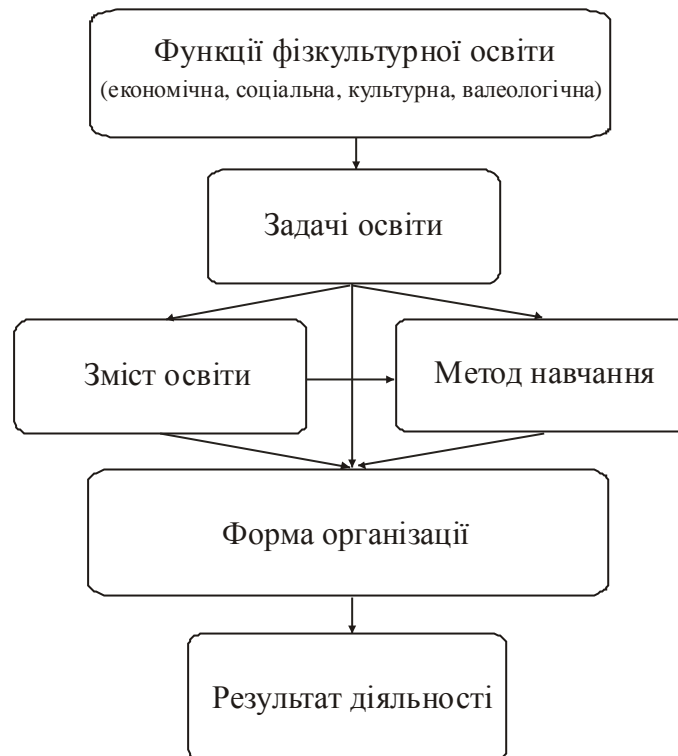 Функції фізкультурної освіти
(економічна, соціальна, культурна, валеологічна)
Задачі освіти
Зміст освіти
Метод навчання
Форма організації
Результат діяльності